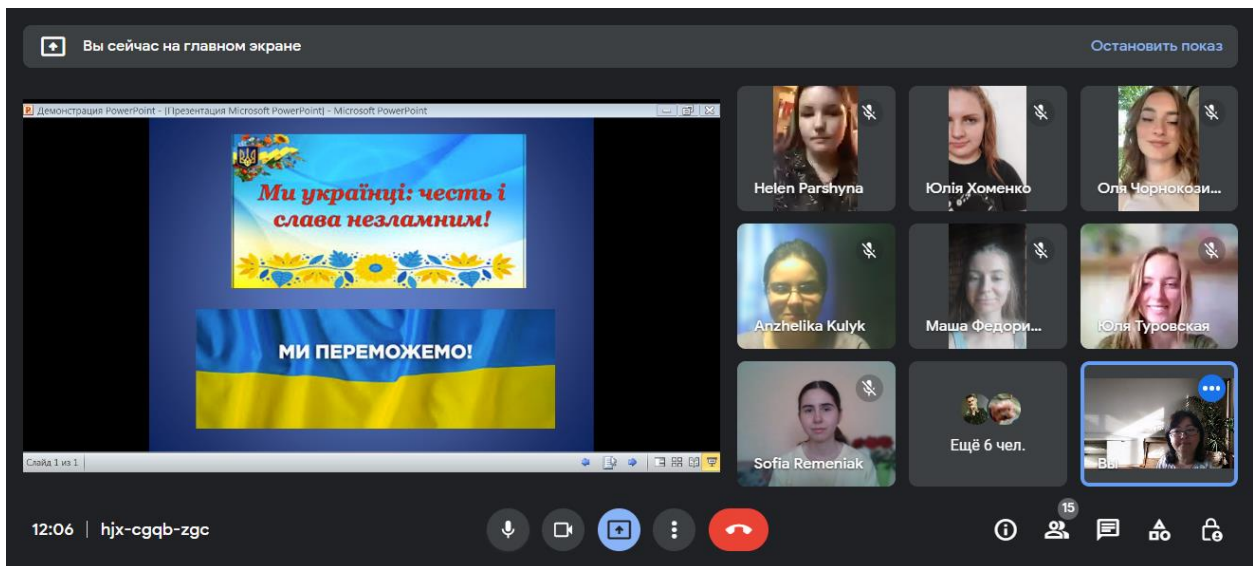 Вы сейчас на главном экране
Остановить показ
Демонстрация PowerPoint - [Презентация Microsoft PowerPoint] - Microsoft PowerPoint
Ми українці: честь і
слава незламним!
МИ ПЕРЕМОЖЕМО!
Слайд 1 из 1
Helen Parshyna
Юлія Хоменко
Оля Чорнокози...
Anzhelika Kulyk
Маша Федори...
Юля Туровская
Sofia Remeniak
Ещё 6 чел.
Вы
12:06 | hjx-cgqb-zgc
15